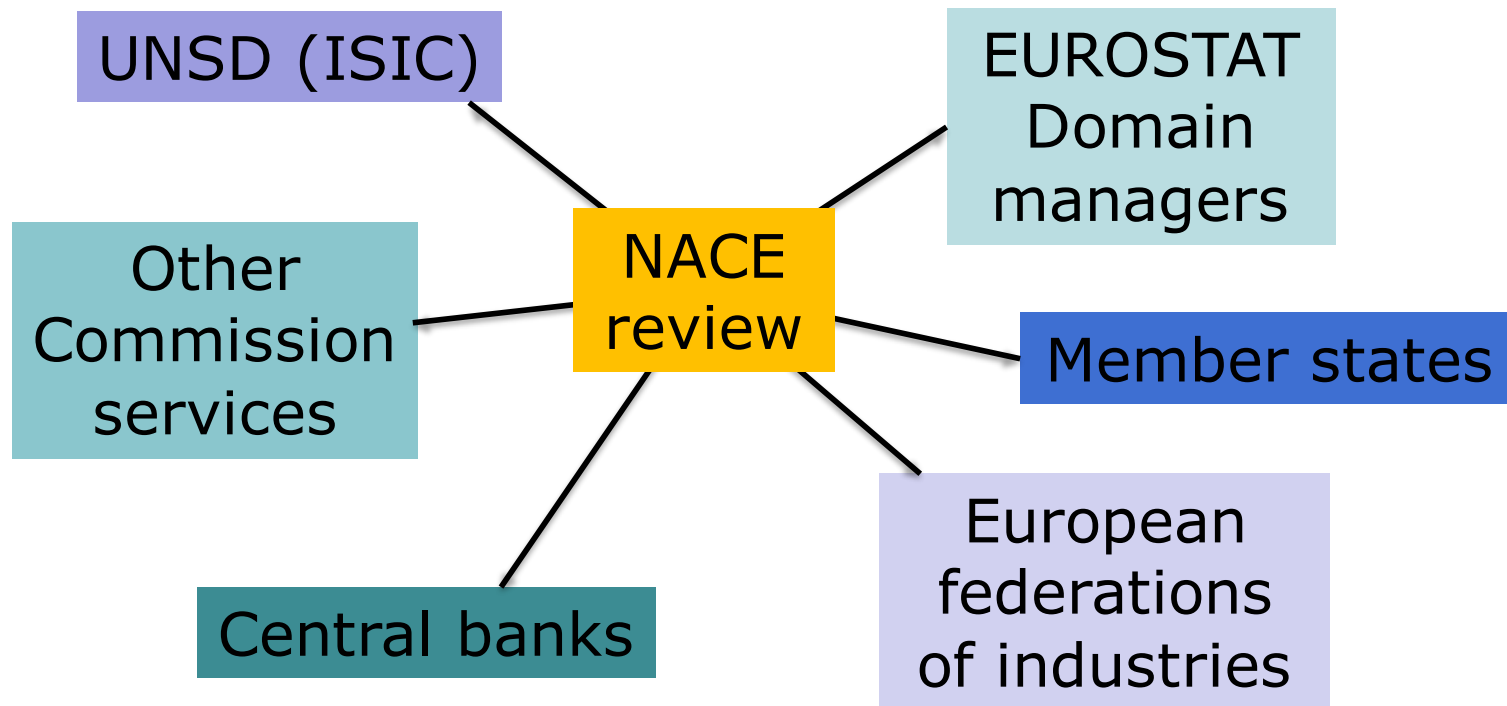 UNSD (ISIC)
EUROSTAT
Domain
managers
Other
Commission
services
NACE
review
Member states
European
federations
of industries
Central banks